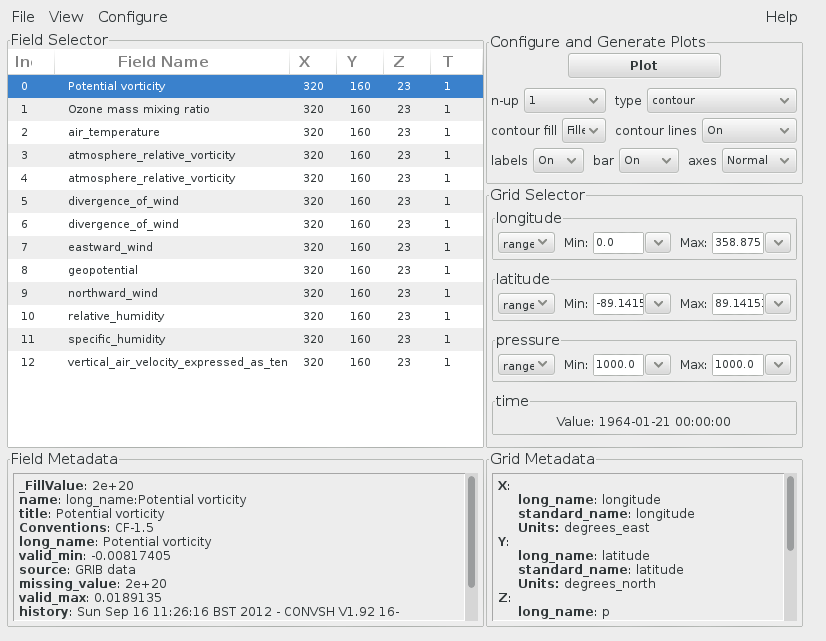 File View Configure Help
Field Selector
In Field Name X Y Z T
0 Potential vorticity 320 160 23 1
1 Ozone mass mixing ratio 320 160 23 1
2 air_temperature 320 160 23 1
3 atmosphere_relative_vorticity 320 160 23 1
4 atmosphere_relative_vorticity 320 160 23 1
5 divergence_of_wind 320 160 23 1
6 divergence_of_wind 320 160 23 1
7 eastward_wind 320 160 23 1
8 geopotential 320 160 23 1
9 northward_wind 320 160 23 1
10 relative_humidity 320 160 23 1
11 specific_humidity 320 160 23 1
12 vertical_air_velocity_expressed_as_ten 320 160 23 1
Configure and Generate Plots
Plot
n-up 1 type contour
contour fill Fille contour lines On
labels On bar On axes Normal
Grid Selector
longitude
range Min: 0.0 Max: 358.875
latitude
range Min: -89.1415 Max: 89.1415
pressure
range Min: 1000.0 Max: 1000.0
time
Value: 1964-01-21 00:00:00
Field Metadata
_FillValue: 2e+20
name: long_name:Potential vorticity
title: Potential vorticity
Conventions: CF-1.5
long_name: Potential vorticity
valid_min: -0.00817405
source: GRIB data
missing_value: 2e+20
valid_max: 0.0189135
history: Sun Sep 16 11:26:16 BST 2012 - CONVSH V1.92 16-
Grid Metadata
X:
long_name: longitude
standard_name: longitude
Units: degrees_east
Y:
long_name: latitude
standard_name: latitude
Units: degrees_north
Z:
long_name: p